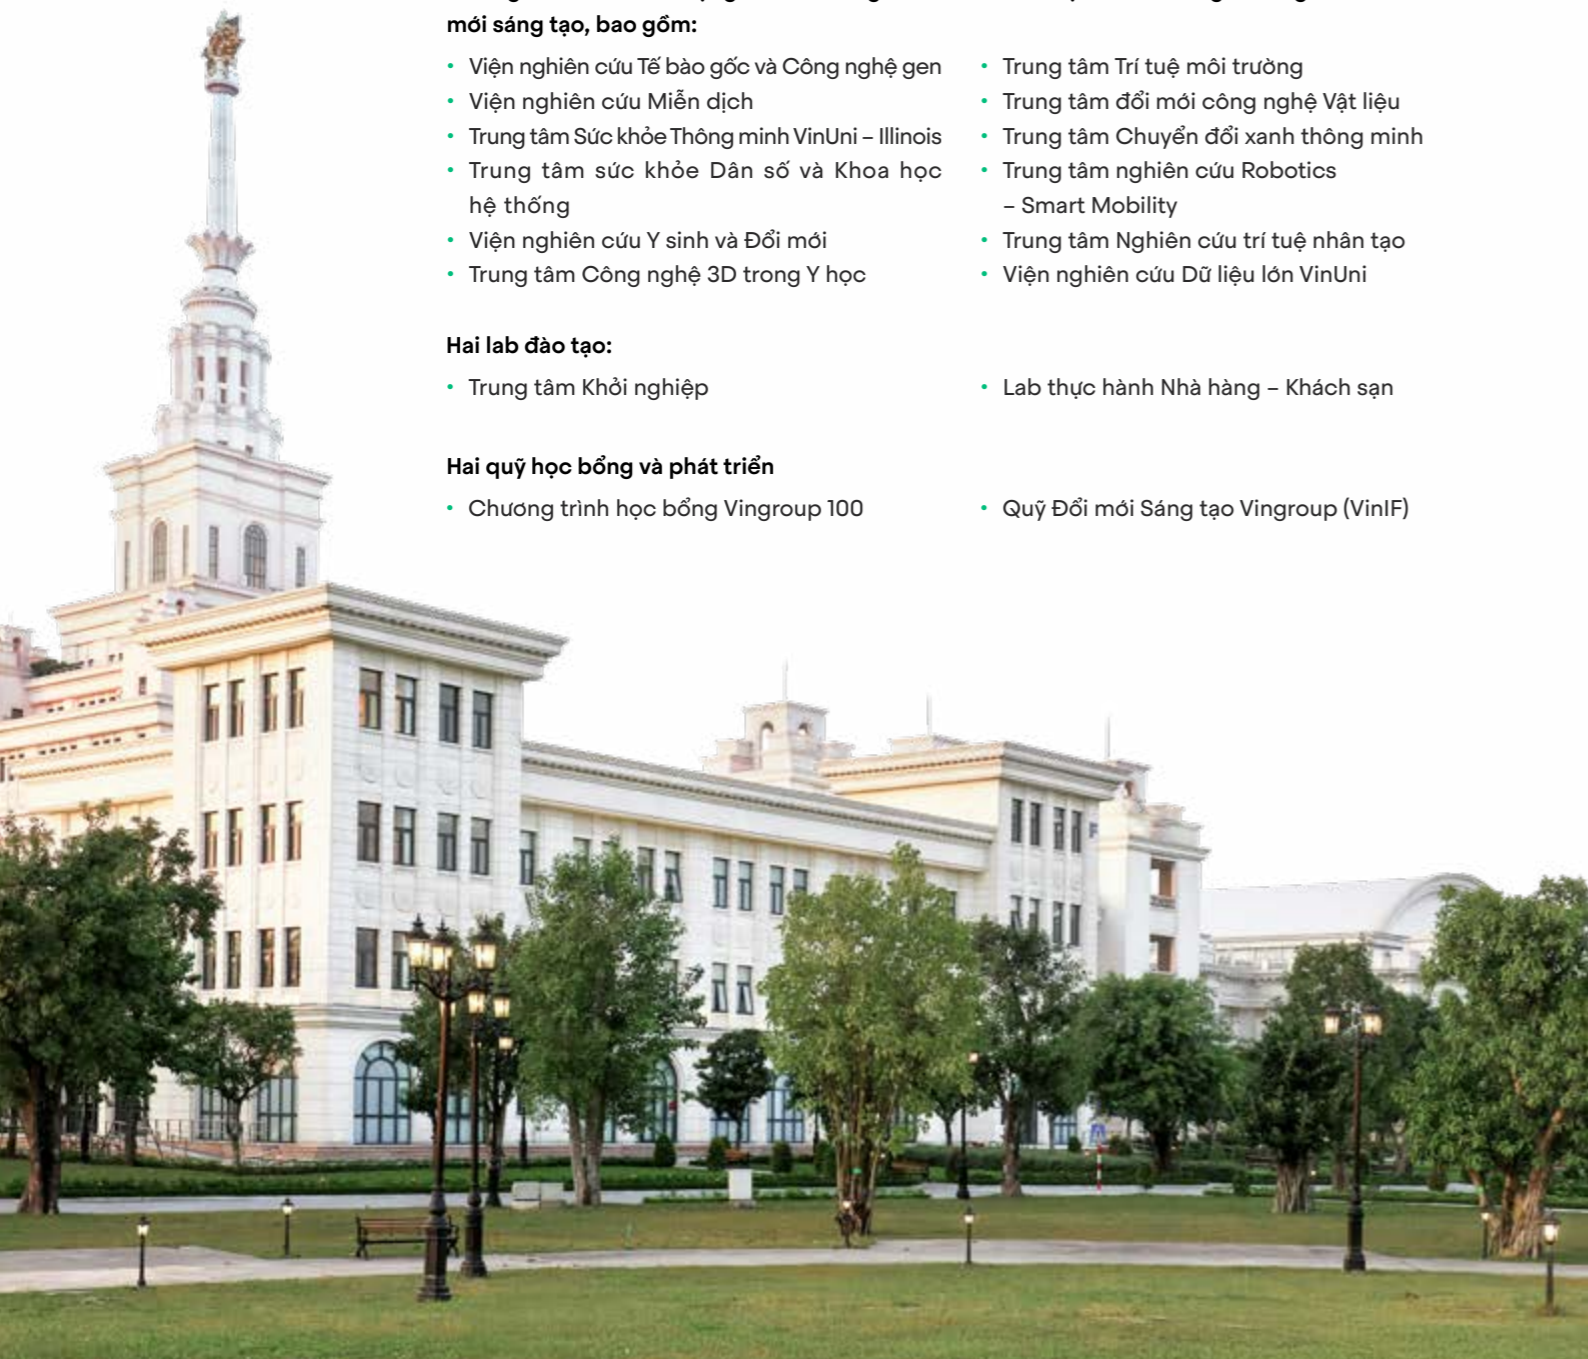 mới sáng tạo, bao gồm:
• Viện nghiên cứu Tế bào gốc và Công nghệ gen
• Viện nghiên cứu Miễn dịch
• Trung tâm Sức khỏe Thông minh VinUni – Illinois
• Trung tâm sức khỏe Dân số và Khoa học
hệ thống
• Viện nghiên cứu Y sinh và Đổi mới
• Trung tâm Công nghệ 3D trong Y học
• Trung tâm Trí tuệ môi trường
• Trung tâm đổi mới công nghệ Vật liệu
• Trung tâm Chuyển đổi xanh thông minh
• Trung tâm nghiên cứu Robotics
– Smart Mobility
• Trung tâm Nghiên cứu trí tuệ nhân tạo
• Viện nghiên cứu Dữ liệu lớn VinUni
Hai lab đào tạo:
• Trung tâm Khởi nghiệp
• Lab thực hành Nhà hàng – Khách sạn
Hai quỹ học bổng và phát triển
• Chương trình học bổng Vingroup 100
• Quỹ Đổi mới Sáng tạo Vingroup (VinIF)
F